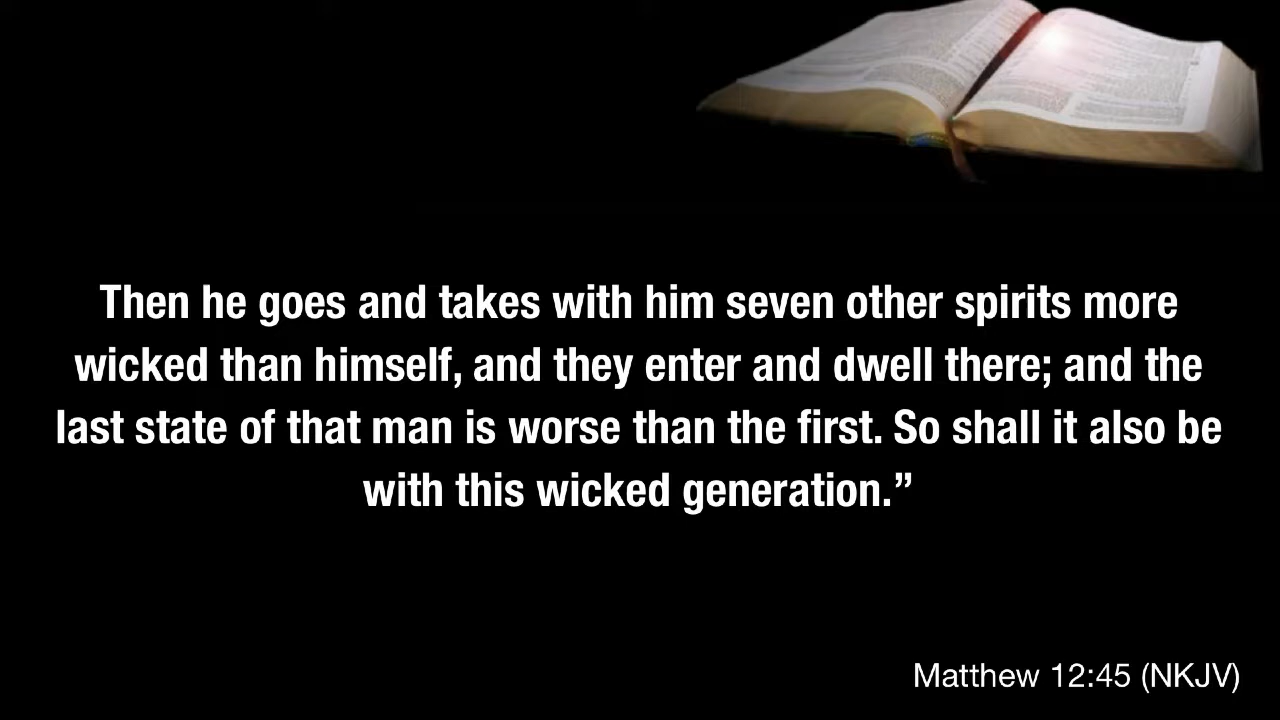 Then he goes and takes with him seven other spirits more
wicked than himself, and they enter and dwell there; and the
last state of that man is worse than the first. So shall it also be
with this wicked generation.”
Matthew 12:45 (NKJV)